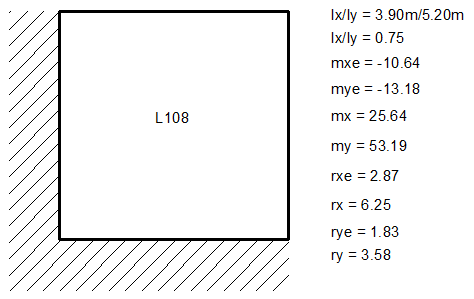 lx/ly = 3.90m/5.20m
lx/ly = 0.75
mxe = -10.64
mye = -13.18
L108
mx = 25.64
my = 53.19
rxe = 2.87
rx = 6.25
rye = 1.83
ry = 3.58